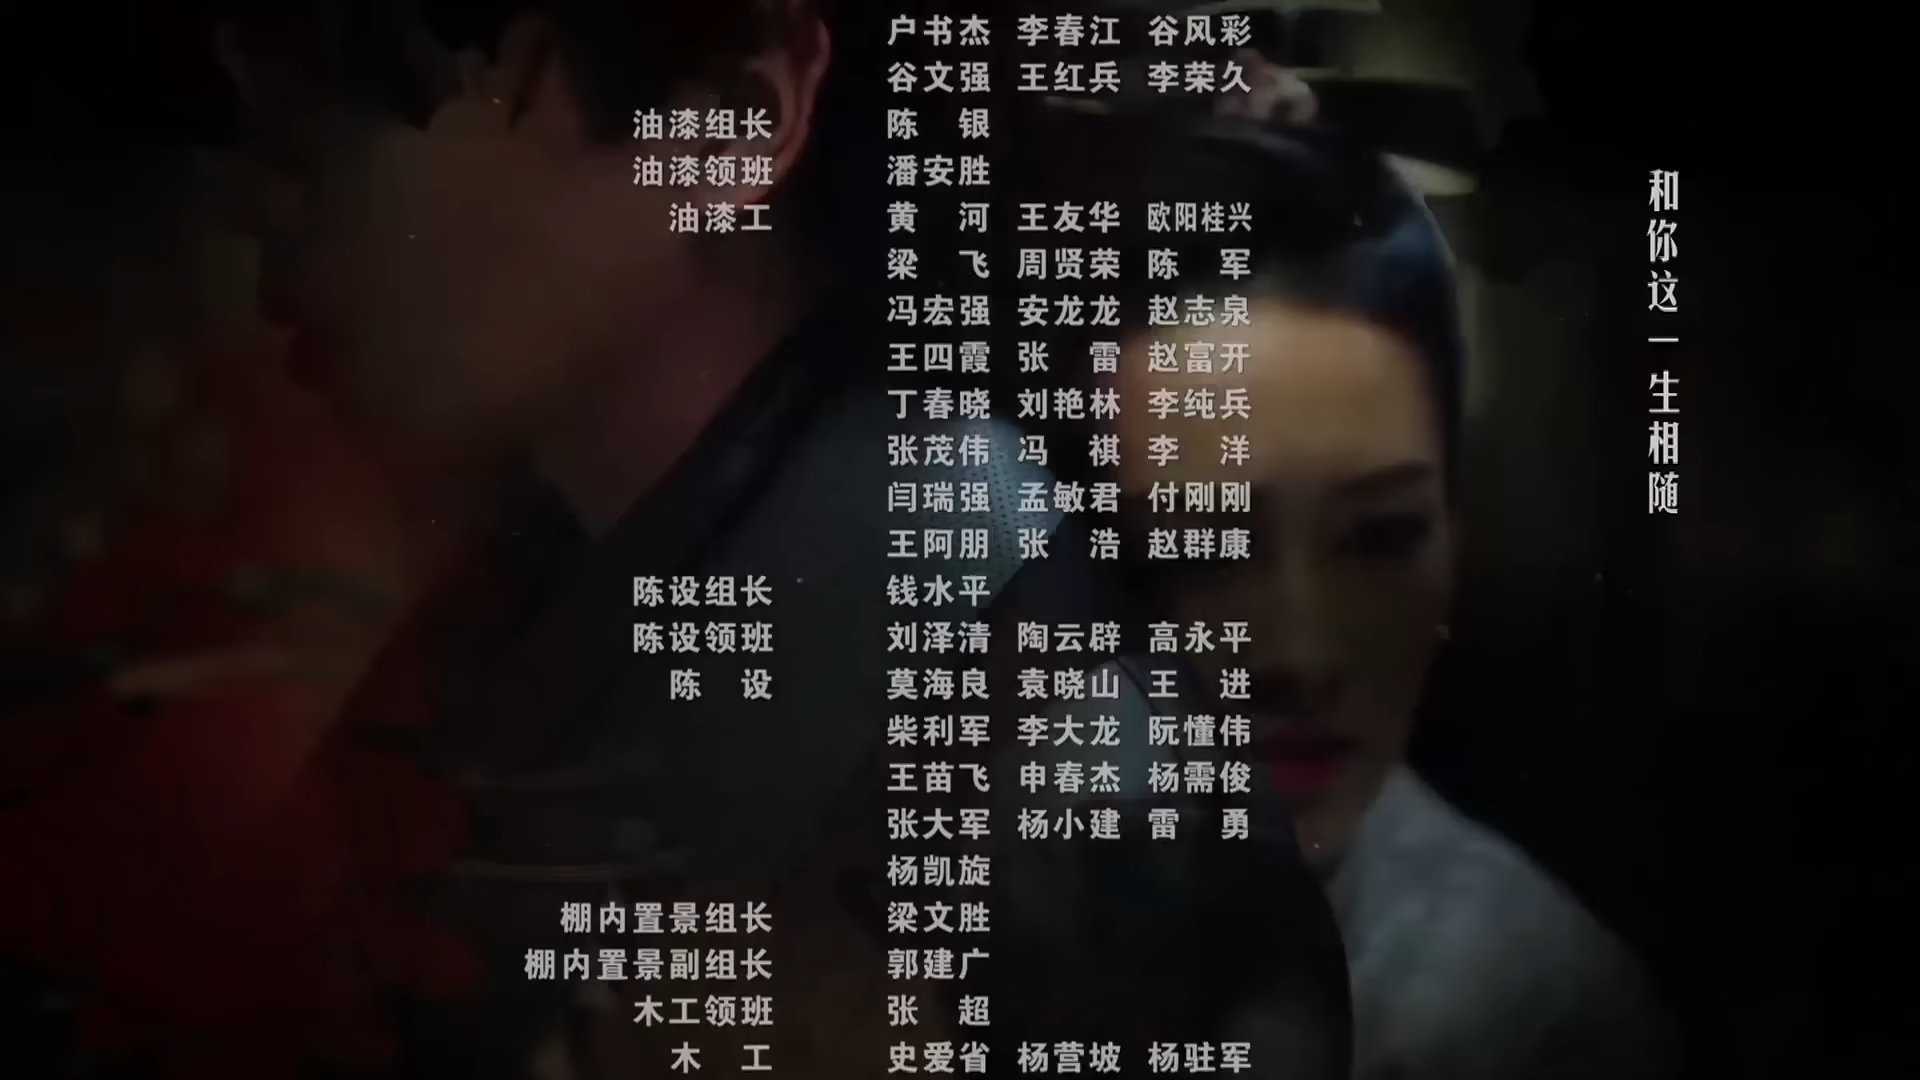 户书杰 李春江 谷风彩
谷文强 王红兵 李荣久
油漆组长 陈 银
油漆领班 潘安胜
油漆工 黄 河 王友华 欧阳桂兴
梁 飞 周贤荣 陈 军
冯宏强 安龙龙 赵志泉
王四霞 张 雷 赵富开
丁春晓 刘艳林 李纯兵
张茂伟 冯 祺 李 洋
闫瑞强 孟敏君 付刚刚
王阿朋 张 浩 赵群康
陈设组长 钱水平
陈设领班 刘泽清 陶云辟 高永平
陈 设 莫海良 袁晓山 王 进
柴利军 李大龙 阮懂伟
王苗飞 申春杰 杨需俊
张大军 杨小建 雷 勇
杨凯旋
棚内置景组长 梁文胜
棚内置景副组长 郭建广
木工领班 张 超
木 工 史爱省 杨营坡 杨驻军
和你这一生相随